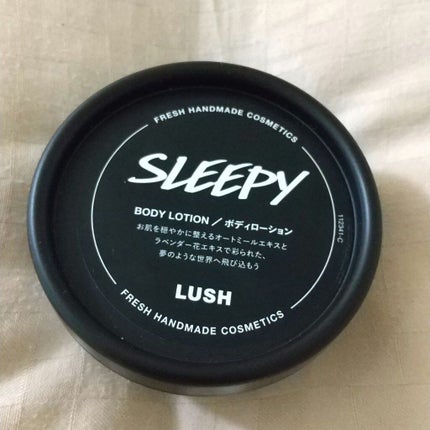 FRESH HANDMADE COSMETICS
SLEEPY
BODY LOTION / ボディローション
お肌を穏やかに整えるオートミールエキスと
ラベンダー花エキスで彩られた、
夢のような世界へ飛び込もう
LUSH
FRESH HANDMADE COSMETICS
112341-C